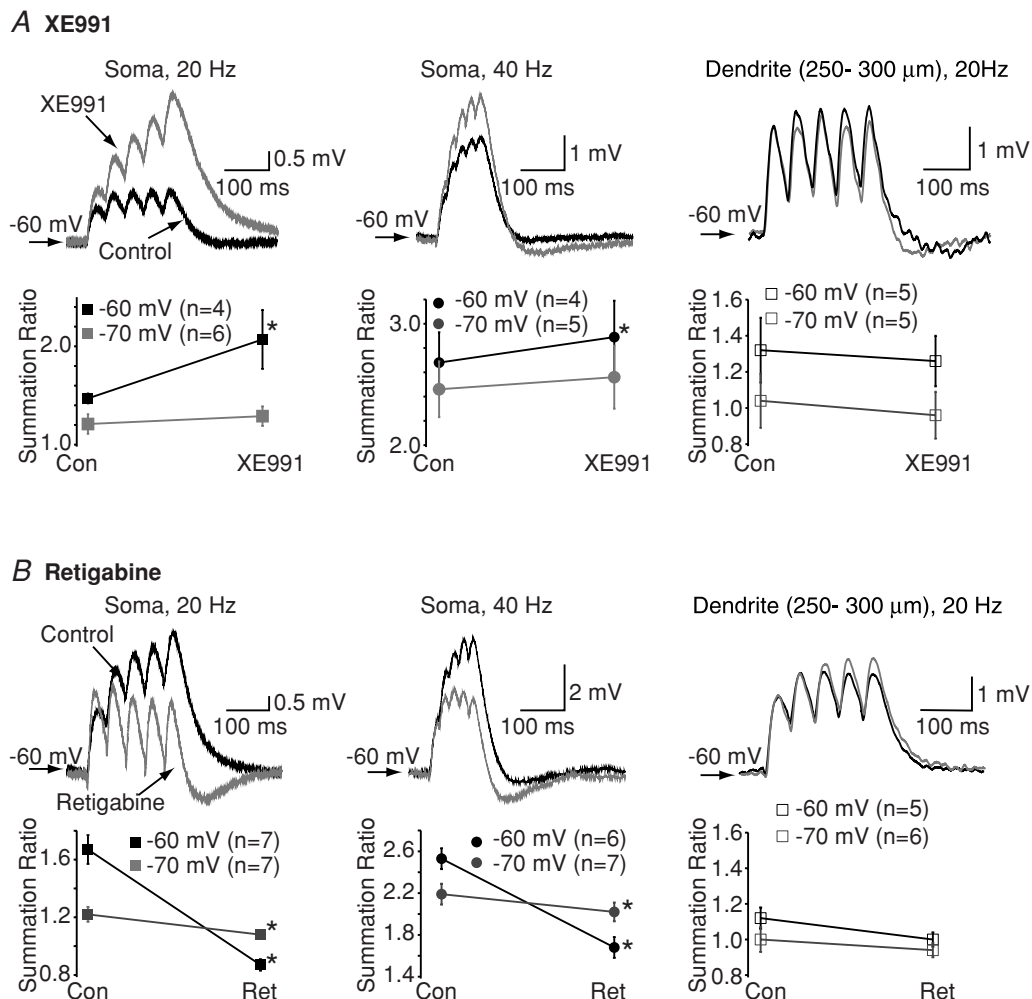 A XE991
Soma, 20 Hz
XE991
0.5 mV
100 ms
-60 mV
Control
Soma, 40 Hz
1 mV
100 ms
-60 mV
Dendrite (250- 300 μm), 20Hz
1 mV
100 ms
-60 mV
Summation Ratio
2.0
1.0
-60 mV (n=4)
-70 mV (n=6)
*
Con
XE991
Summation Ratio
3.0
2.0
-60 mV (n=4)
-70 mV (n=5)
*
Con
XE991
Summation Ratio
1.6
1.4
1.2
1.0
0.8
-60 mV (n=5)
-70 mV (n=5)
Con
XE991
B Retigabine
Soma, 20 Hz
Control
0.5 mV
100 ms
-60 mV
Retigabine
Soma, 40 Hz
2 mV
100 ms
-60 mV
Dendrite (250- 300 μm), 20 Hz
1 mV
100 ms
-60 mV
Summation Ratio
1.6
1.2
0.8
-60 mV (n=7)
-70 mV (n=7)
*
*
Con
Ret
Summation Ratio
2.6
2.2
1.8
1.4
-60 mV (n=6)
-70 mV (n=7)
*
*
Con
Ret
Summation Ratio
1.6
1.4
1.2
1.0
0.8
-60 mV (n=5)
-70 mV (n=6)
Con
Ret